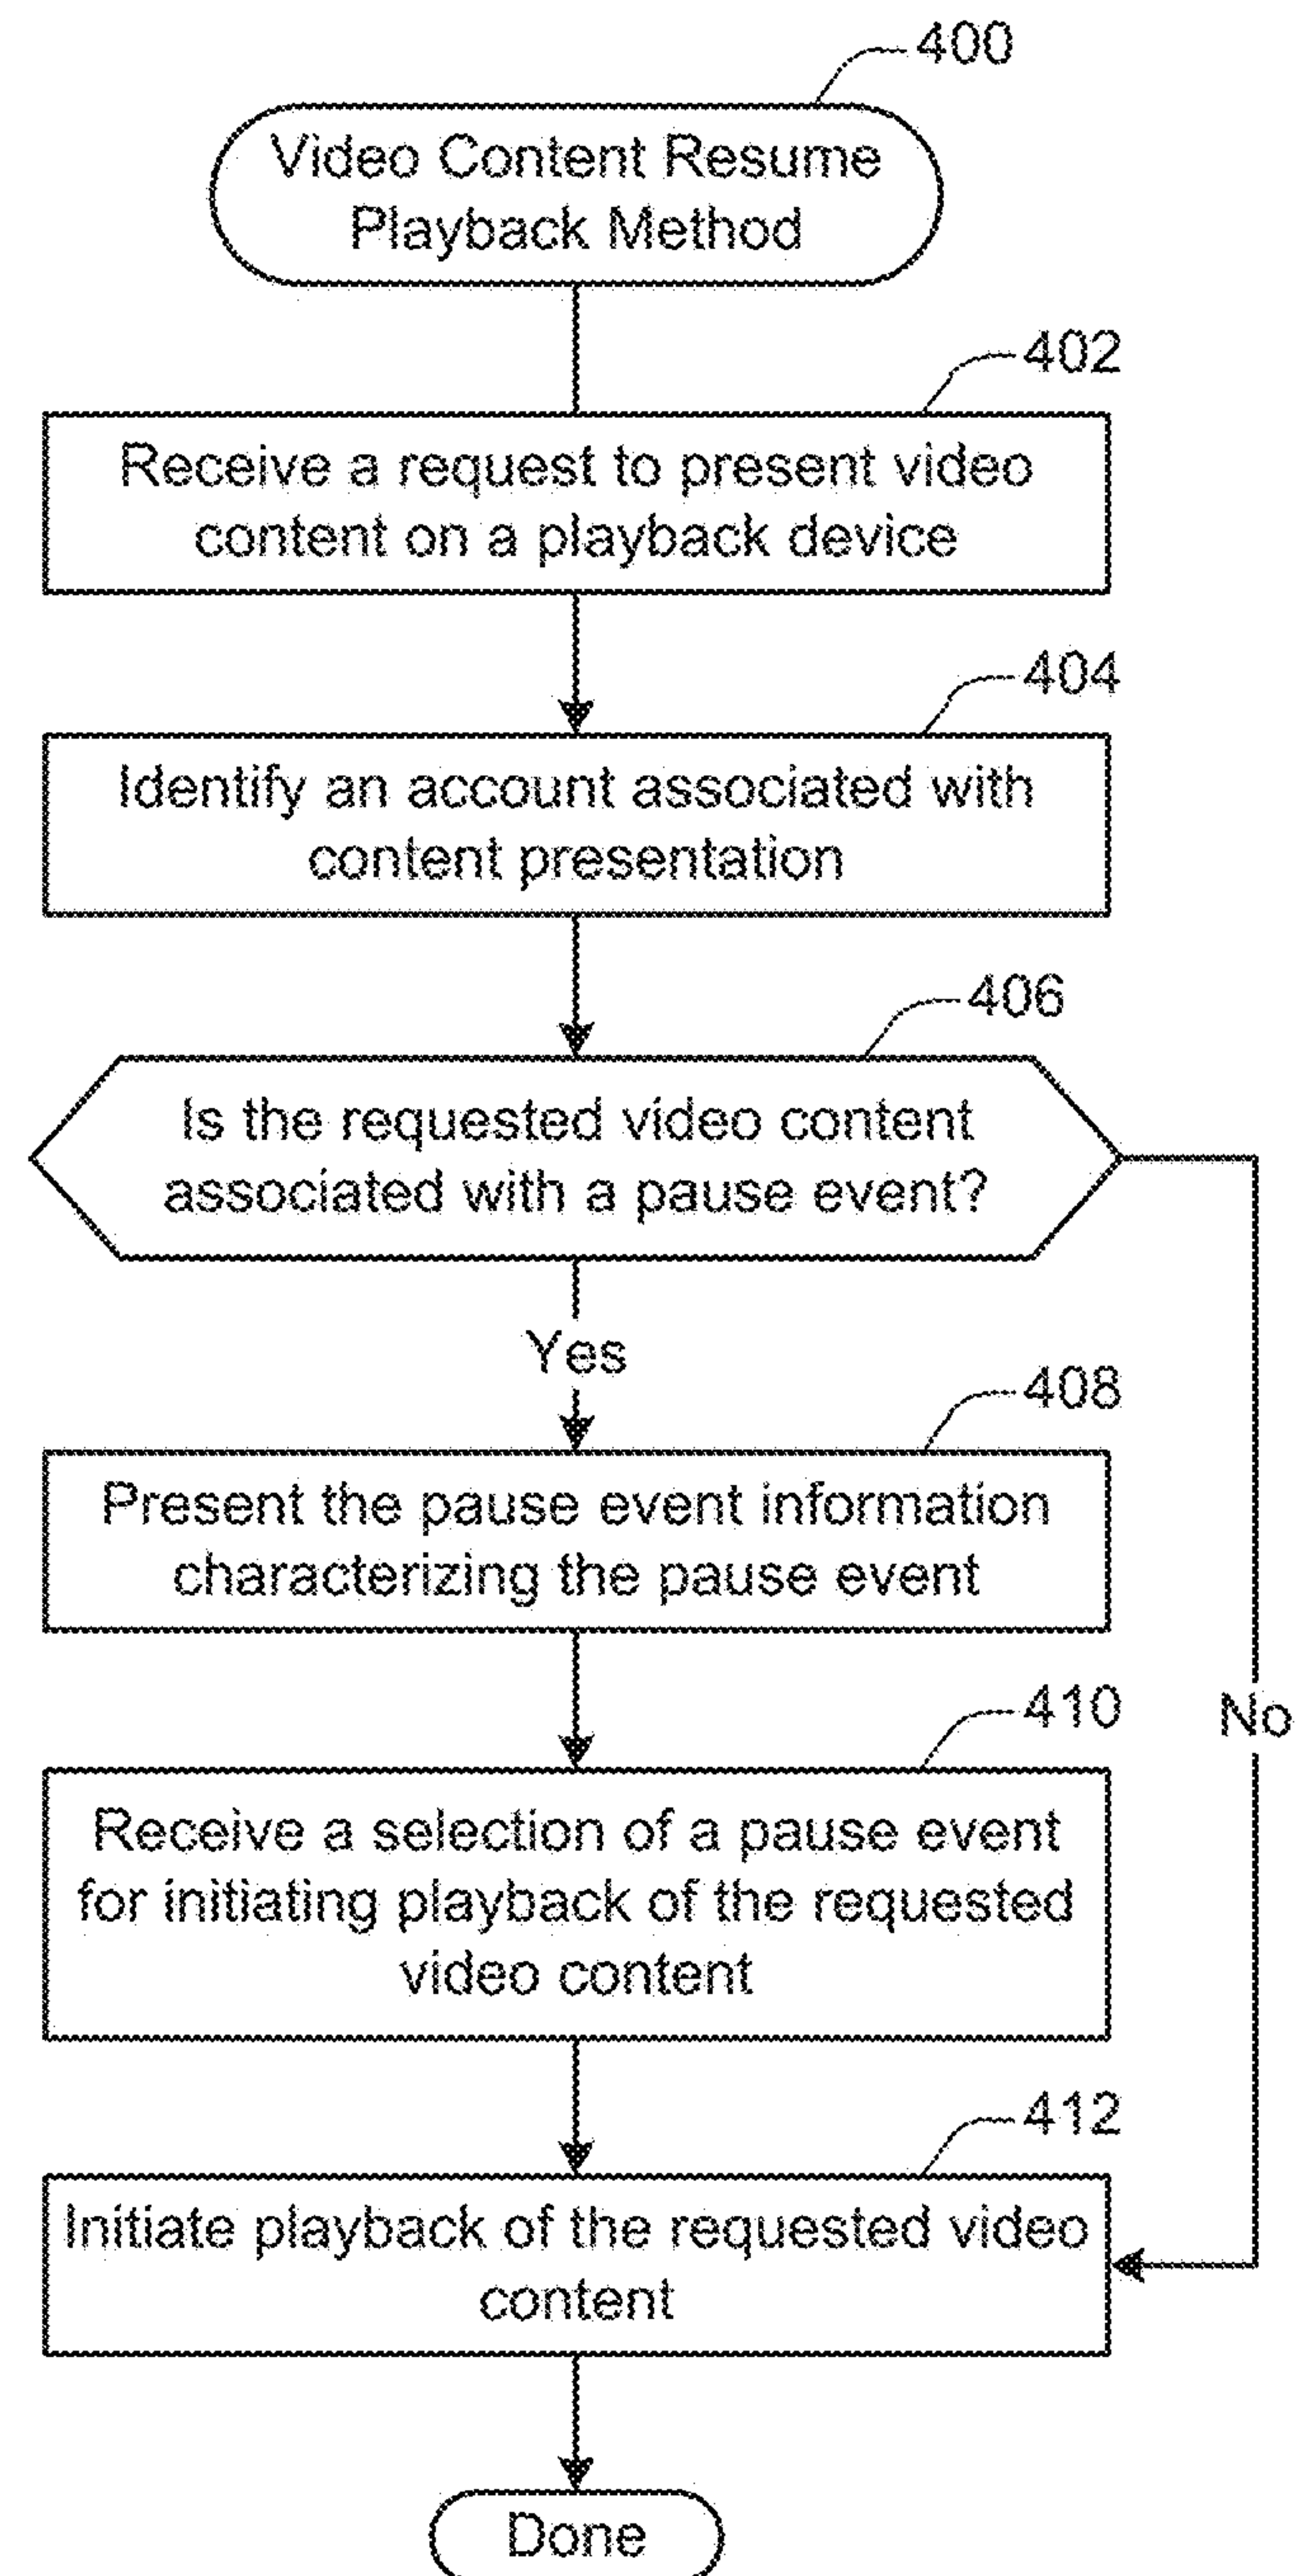 400
Video Content Resume
Playback Method
402
Receive a request to present video
content on a playback device
404
Identify an account associated with
content presentation
406
Is the requested video content
associated with a pause event?
Yes
408
Present the pause event information
characterizing the pause event
410
No
Receive a selection of a pause event
for initiating playback of the requested
video content
412
Initiate playback of the requested video
content
Done